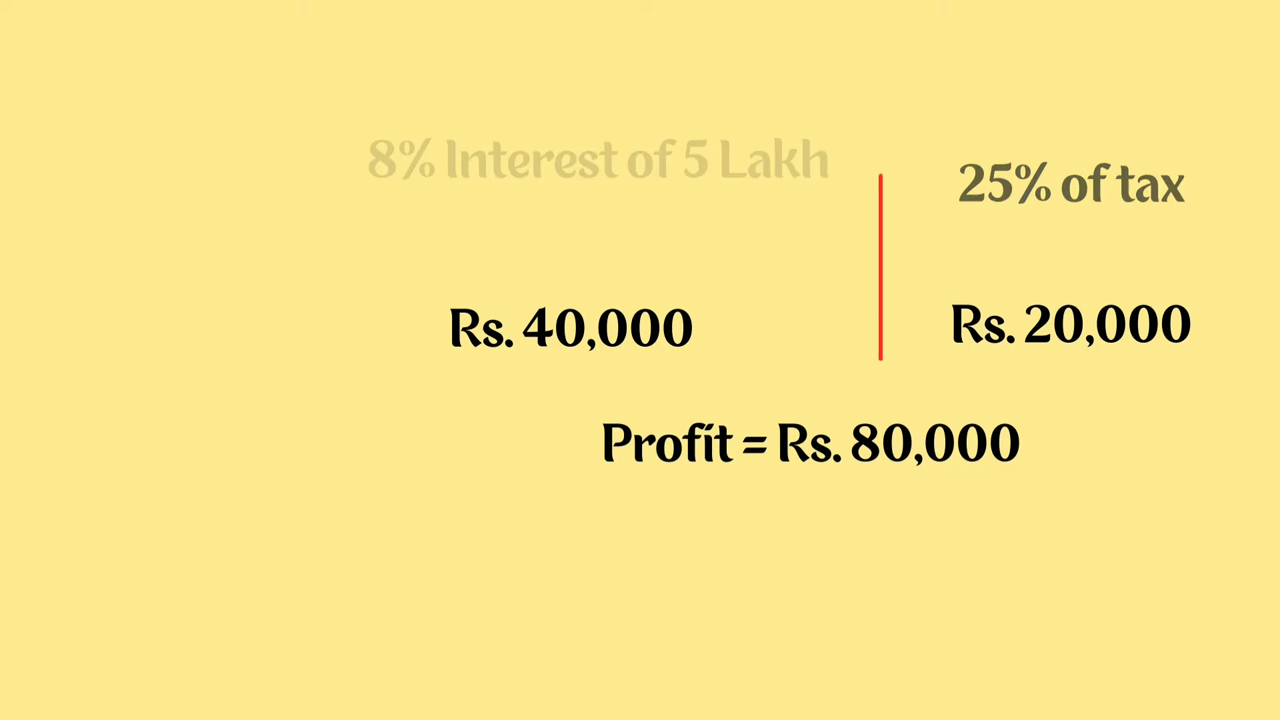 8% Interest of 5 Lakh
25% of tax
Rs. 40,000
Rs. 20,000
Profit = Rs. 80,000